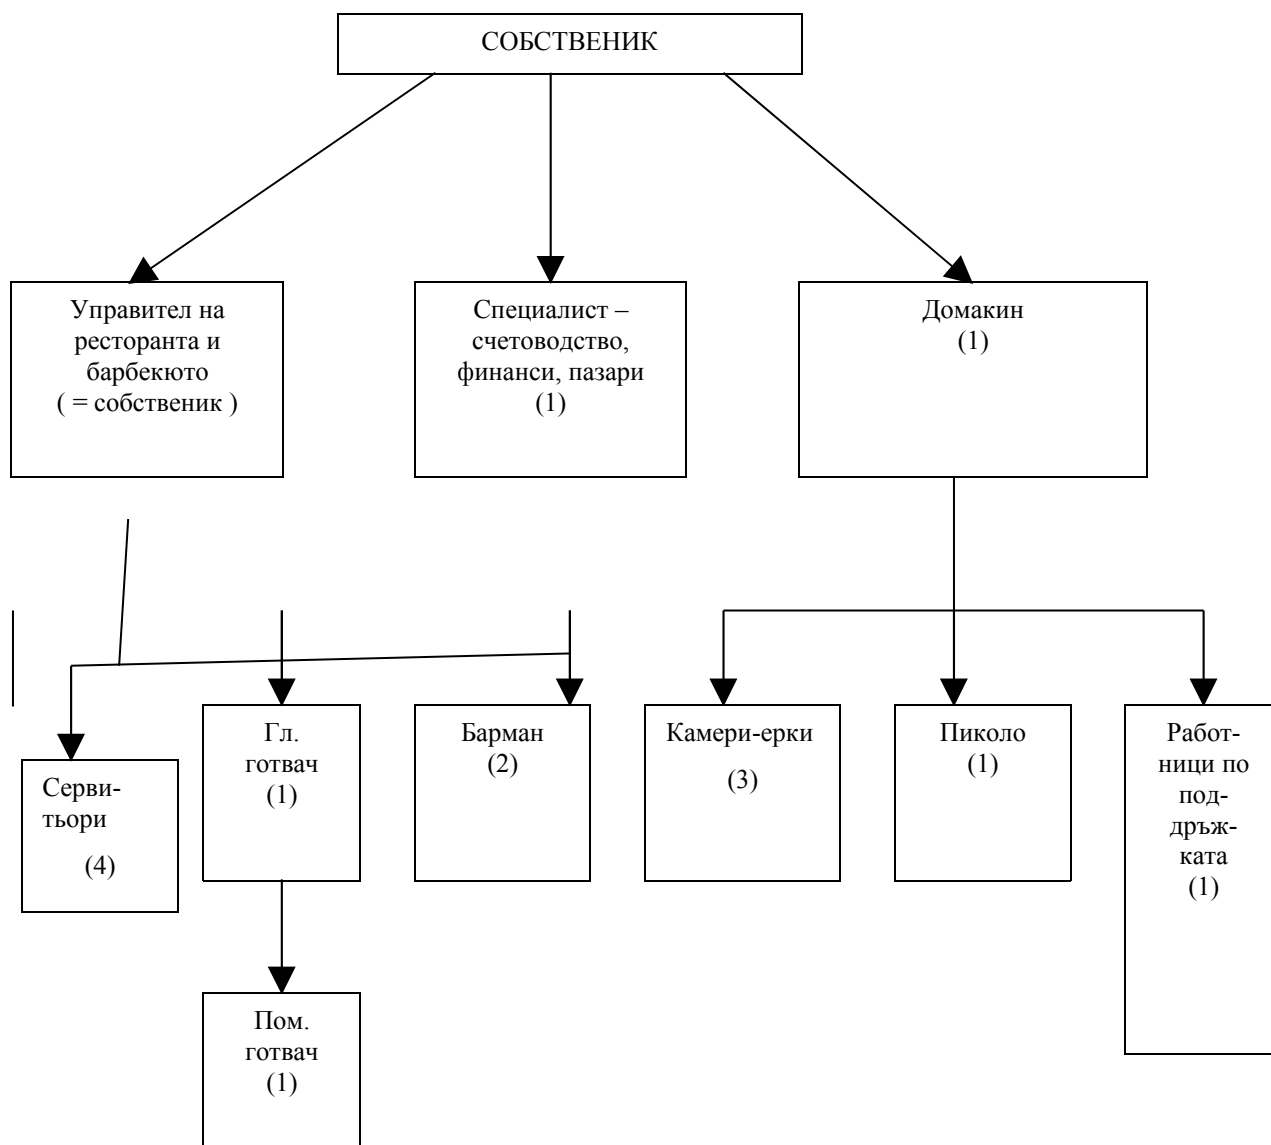 СОБСТВЕНИК
Управител на
ресторанта и
барбекюто
( = собственик )
Специалист –
счетоводство,
финанси, пазари
(1)
Домакин
(1)
Серви-
тьори
(4)
Гл.
готвач
(1)
Барман
(2)
Камери-ерки
(3)
Пиколо
(1)
Работ-
ници по
под-
дръж-
ката
(1)
Пом.
готвач
(1)